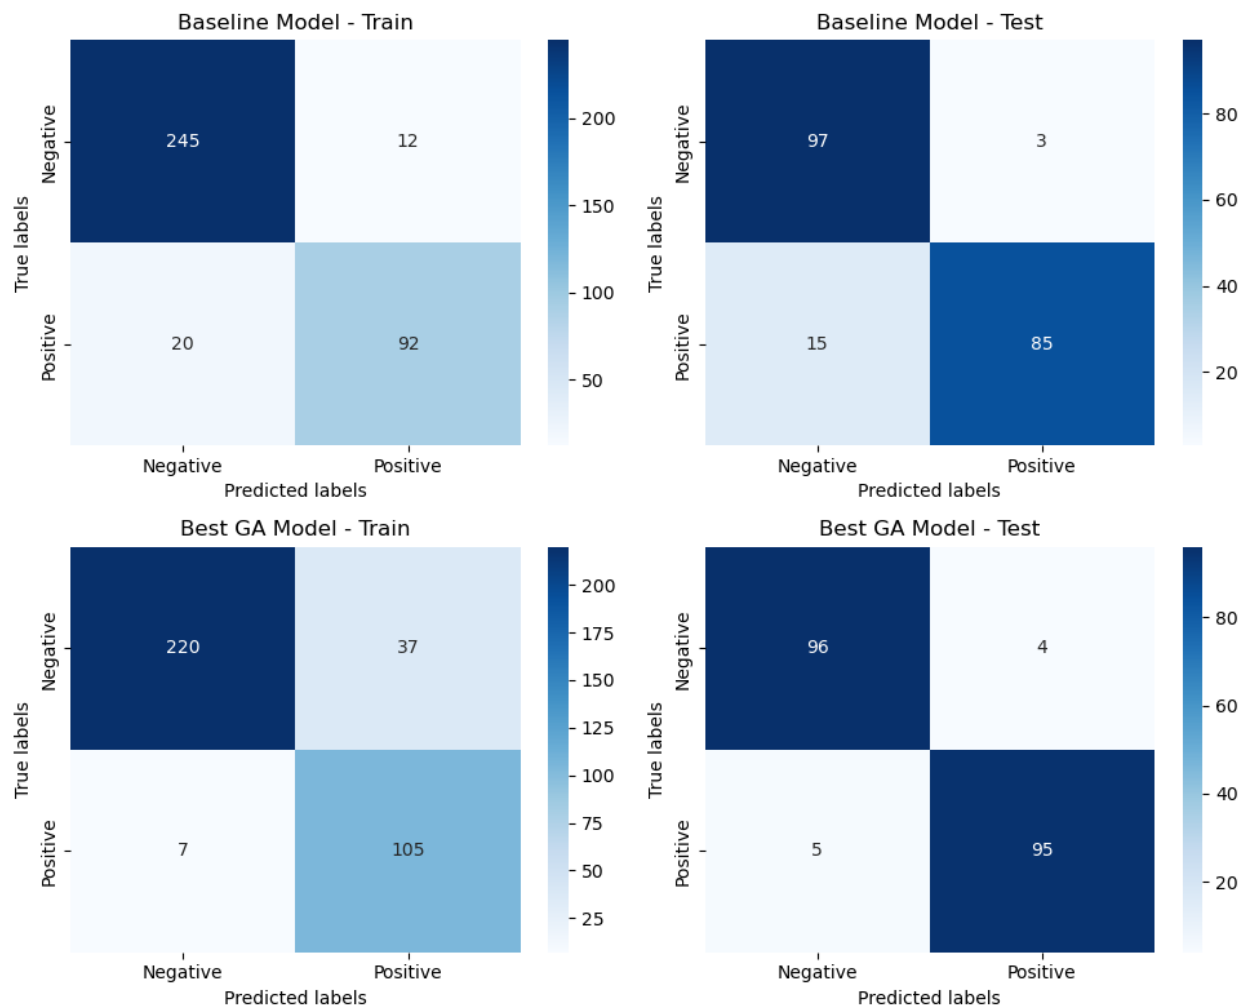 Baseline Model - Train
Negative
245
12
200
150
100
50
True labels
Positive
20
92
Negative
Positive
Predicted labels
Baseline Model - Test
Negative
97
3
80
60
40
20
True labels
Positive
15
85
Negative
Positive
Predicted labels
Best GA Model - Train
Negative
220
37
200
175
150
125
100
75
50
25
True labels
Positive
7
105
Negative
Positive
Predicted labels
Best GA Model - Test
Negative
96
4
80
60
40
20
True labels
Positive
5
95
Negative
Positive
Predicted labels